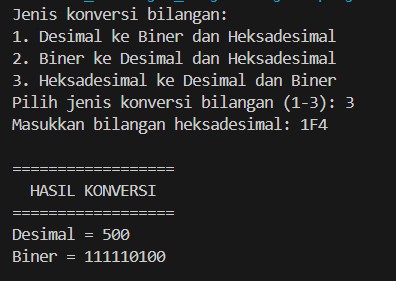 Jenis konversi bilangan:
1. Desimal ke Biner dan Heksadesimal
2. Biner ke Desimal dan Heksadesimal
3. Heksadesimal ke Desimal dan Biner
Pilih jenis konversi bilangan (1-3): 3
Masukkan bilangan heksadesimal: 1F4
==================
HASIL KONVERSI
==================
Desimal = 500
Biner = 111110100